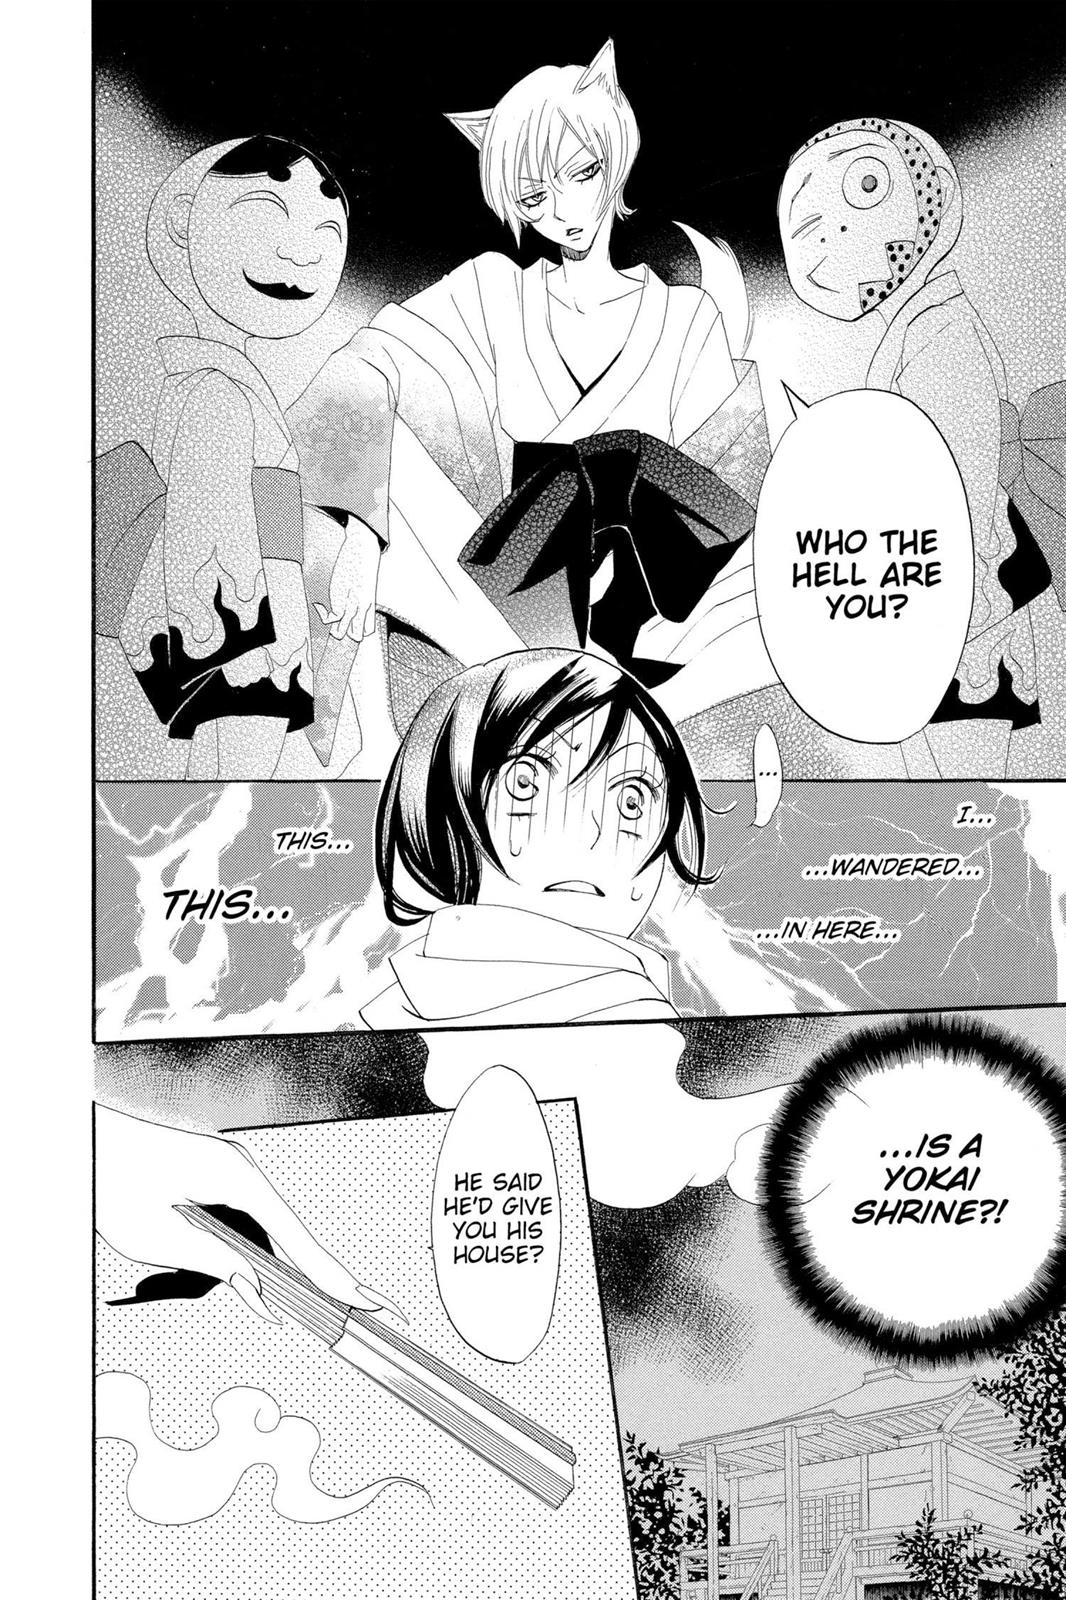 WHO THE
HELL ARE
YOU?
...
I...
...WANDERED...
...IN HERE...
THIS...
THIS...
...IS A
YOKAI
SHRINE?!
HE SAID
HE'D GIVE
YOU HIS
HOUSE?